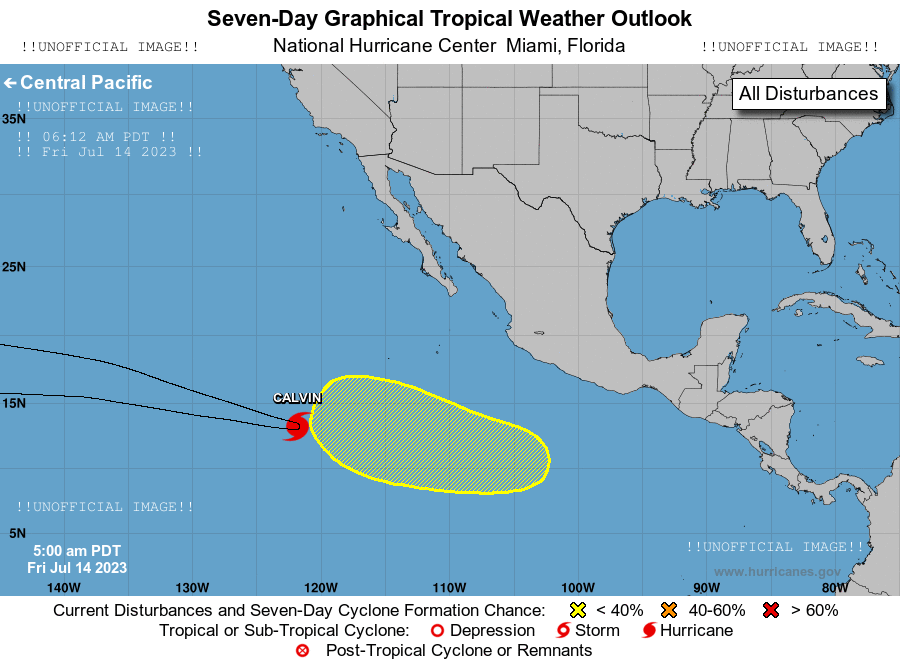 Seven-Day Graphical Tropical Weather Outlook
!!UNOFFICIAL IMAGE!! National Hurricane Center Miami, Florida !!UNOFFICIAL IMAGE!!
← Central Pacific
All Disturbances
!!UNOFFICIAL IMAGE!!
35N
!! 06:12 AM PDT !!
!! Fri Jul 14 2023 !!
25N
CALVIN
15N
!!UNOFFICIAL IMAGE!!
5N
5:00 am PDT
Fri Jul 14 2023
!!UNOFFICIAL IMAGE!!
www.hurricanes.gov
140W 130W 120W 110W 100W 90W 80W
Current Disturbances and Seven-Day Cyclone Formation Chance: < 40% 40-60% > 60%
Tropical or Sub-Tropical Cyclone: Depression Storm Hurricane
Post-Tropical Cyclone or Remnants